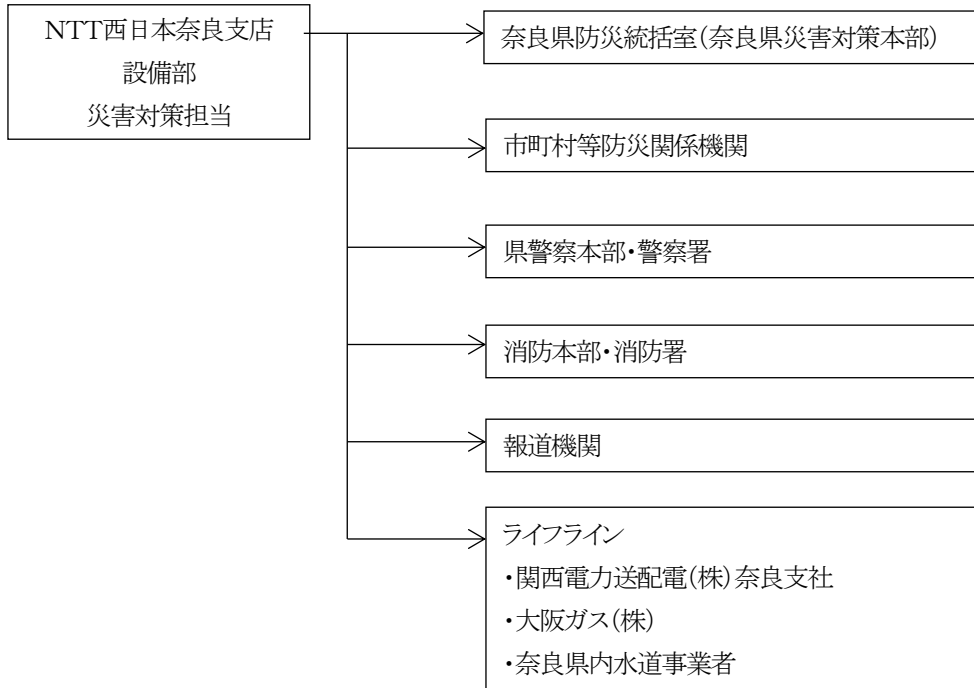 NTT西日本奈良支店
設備部
災害対策担当
奈良県防災統括室(奈良県災害対策本部)
市町村等防災関係機関
県警察本部・警察署
消防本部・消防署
報道機関
ライフライン
・関西電力送配電(株)奈良支社
・大阪ガス(株)
・奈良県内水道事業者